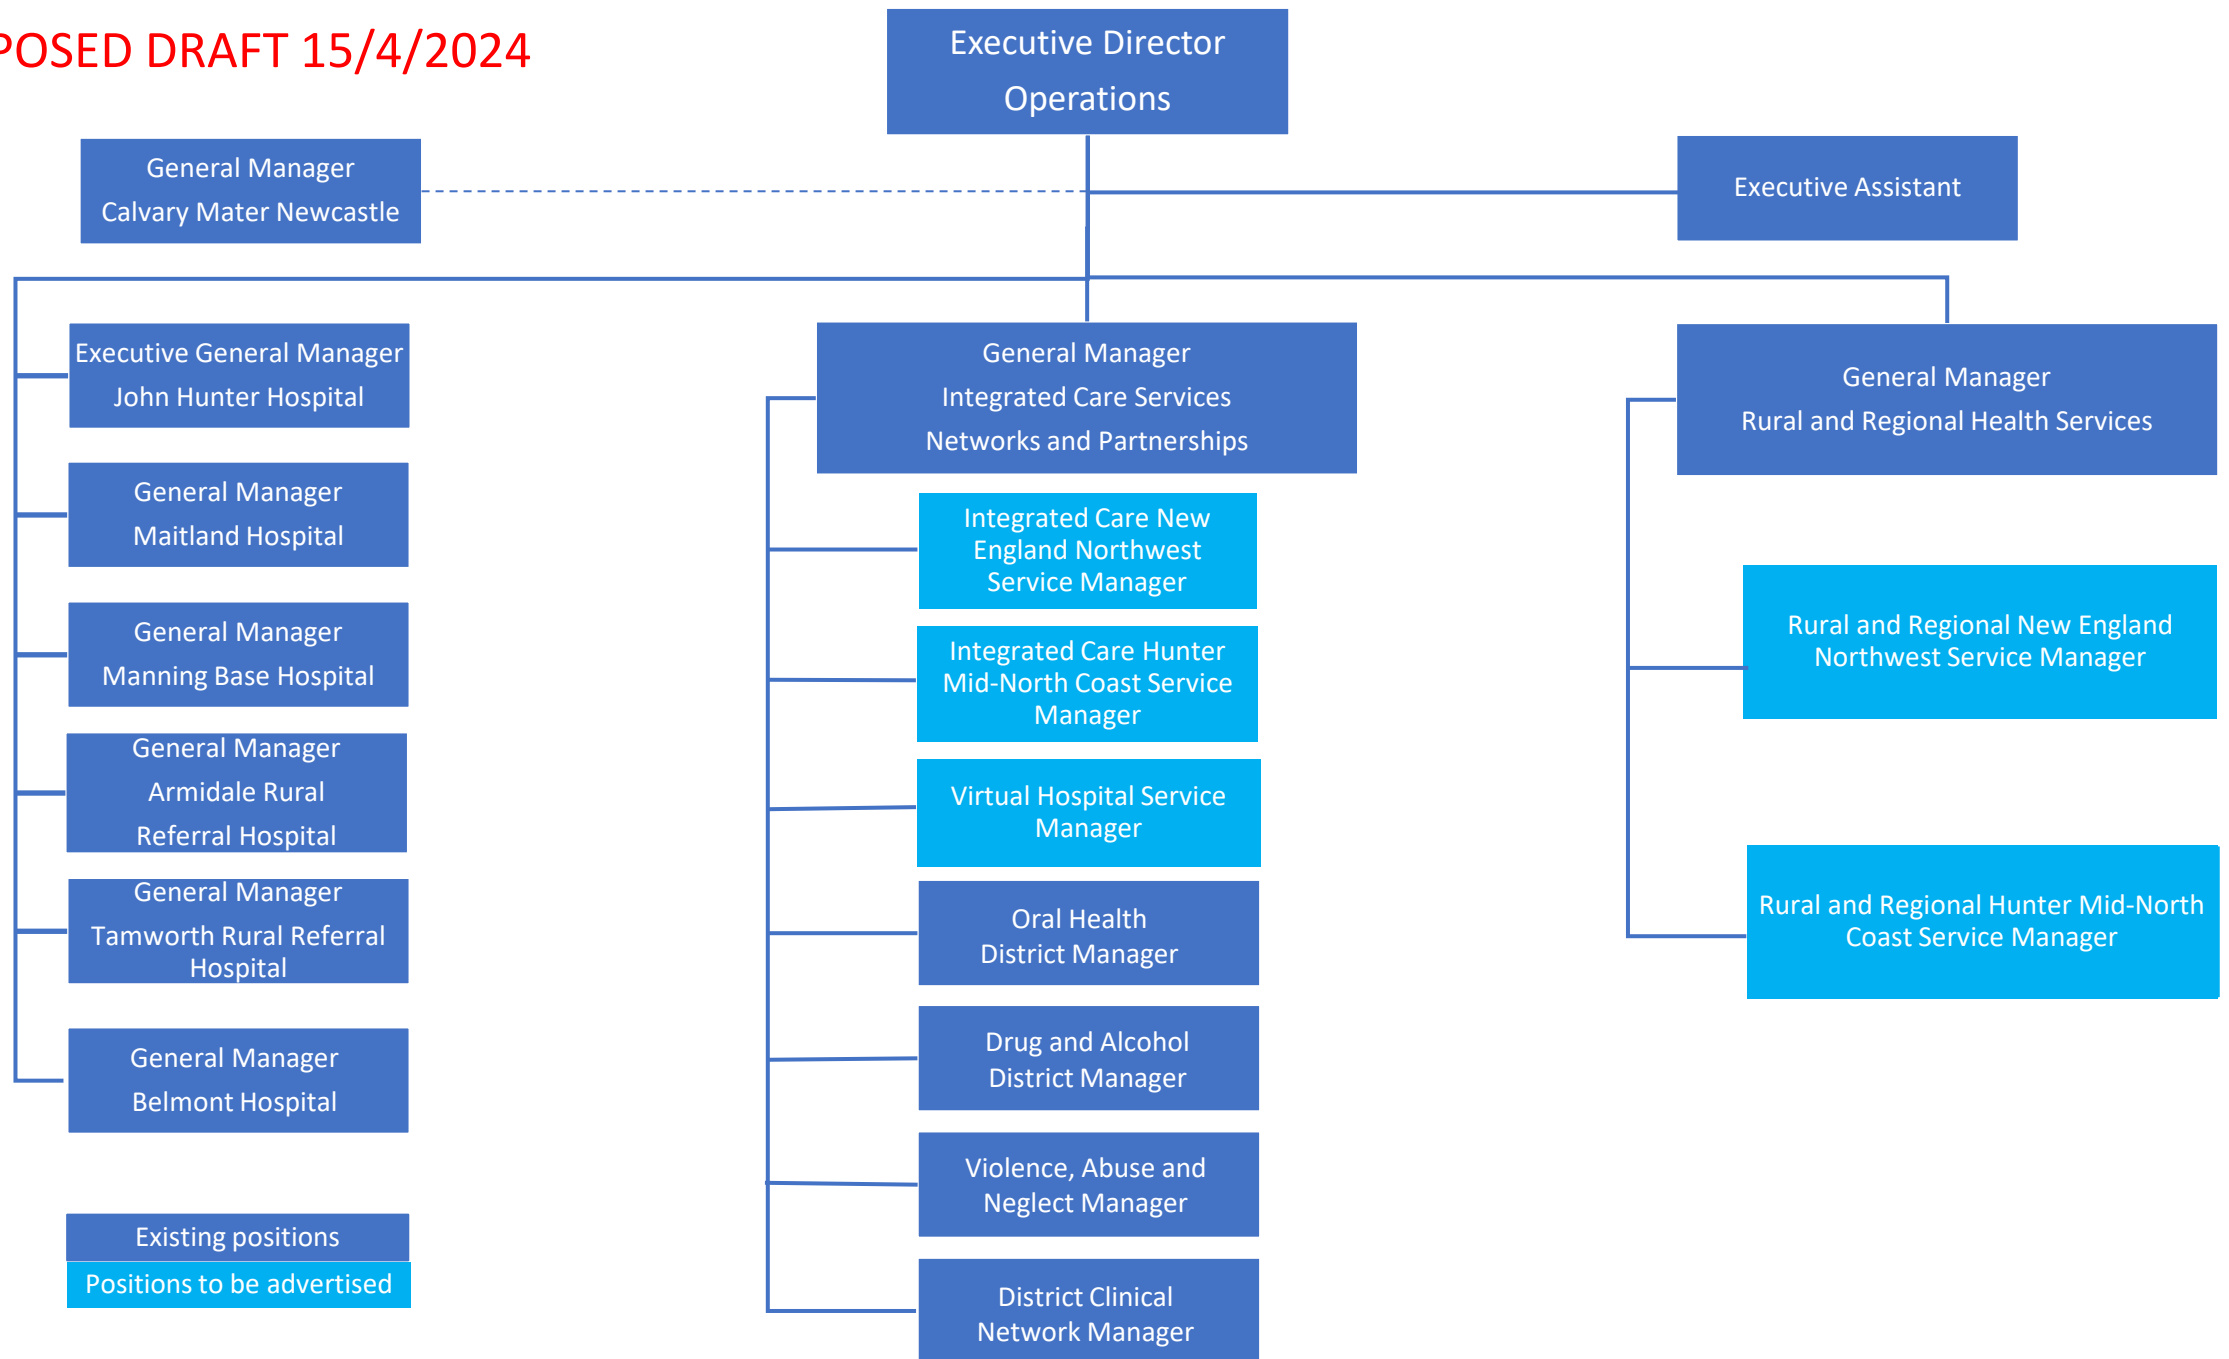 POSED DRAFT 15/4/2024
Executive Director
Operations
General Manager
Calvary Mater Newcastle
Executive Assistant
Executive General Manager
John Hunter Hospital
General Manager
Maitland Hospital
General Manager
Manning Base Hospital
General Manager
Armidale Rural
Referral Hospital
General Manager
Tamworth Rural Referral
Hospital
General Manager
Belmont Hospital
Existing positions
Positions to be advertised
General Manager
Integrated Care Services
Networks and Partnerships
Integrated Care New
England Northwest
Service Manager
Integrated Care Hunter
Mid-North Coast Service
Manager
Virtual Hospital Service
Manager
Oral Health
District Manager
Drug and Alcohol
District Manager
Violence, Abuse and
Neglect Manager
District Clinical
Network Manager
General Manager
Rural and Regional Health Services
Rural and Regional New England
Northwest Service Manager
Rural and Regional Hunter Mid-North
Coast Service Manager